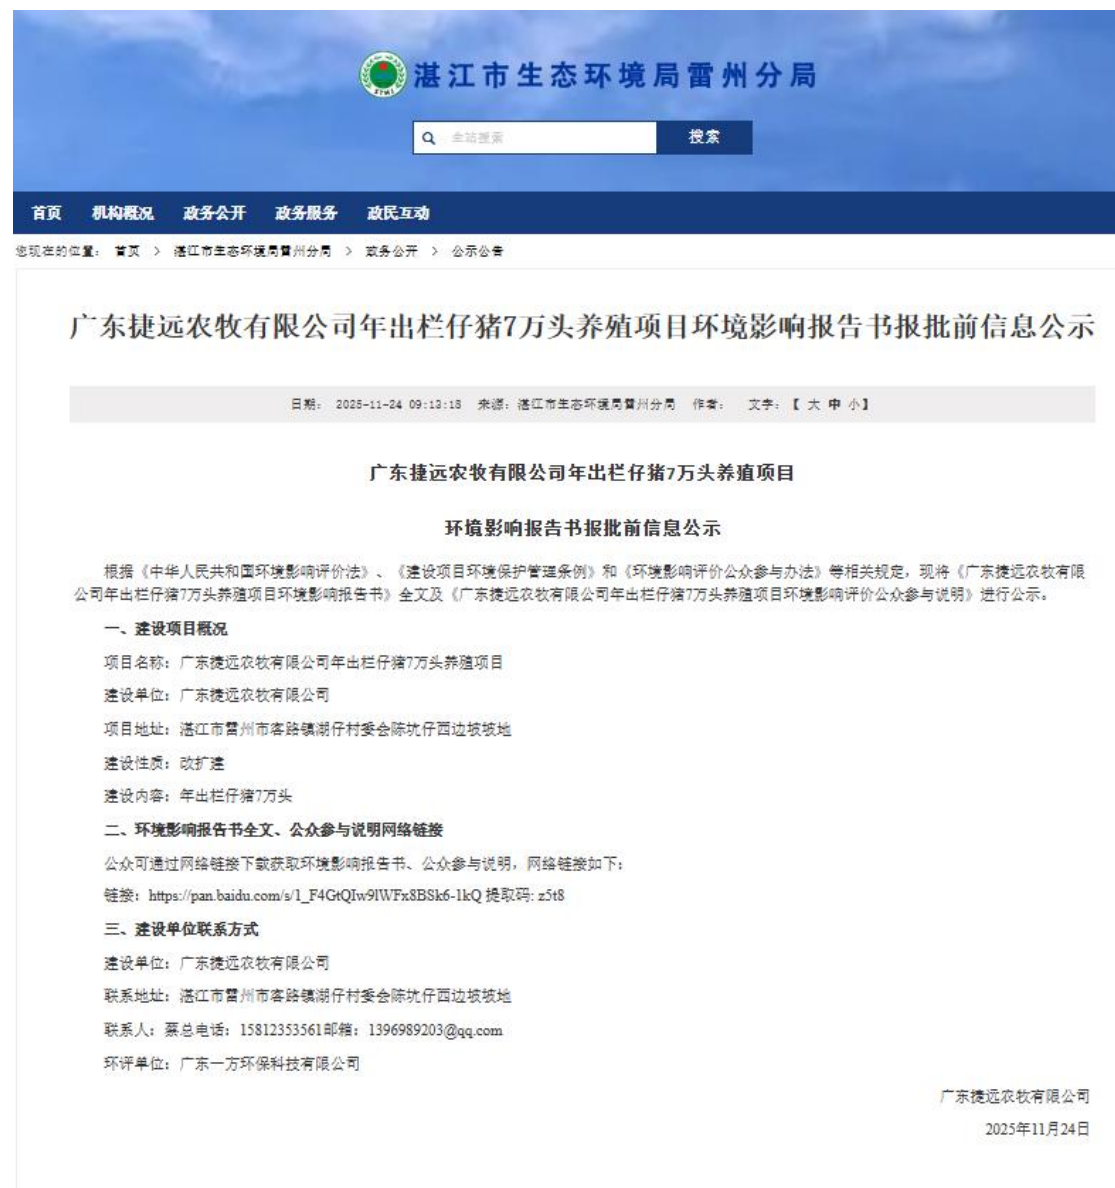 湛江市生态环境局雷州分局
全站搜索 搜索
首页 机构概况 政务公开 政务服务 政民互动
您现在的位置： 首页 > 湛江市生态环境局雷州分局 > 政务公开 > 公示公告
广东捷远农牧有限公司年出栏仔猪7万头养殖项目环境影响报告书报批前信息公示
日期： 2025-11-24 09:13:18 来源：湛江市生态环境局雷州分局 作者： 文字：【 大 中 小】
广东捷远农牧有限公司年出栏仔猪7万头养殖项目
环境影响报告书报批前信息公示
根据《中华人民共和国环境影响评价法》、《建设项目环境保护管理条例》和《环境影响评价公众参与办法》等相关规定，现将《广东捷远农牧有限
公司年出栏仔猪7万头养殖项目环境影响报告书》全文及《广东捷远农牧有限公司年出栏仔猪7万头养殖项目环境影响评价公众参与说明》进行公示。
一、建设项目概况
项目名称：广东捷远农牧有限公司年出栏仔猪7万头养殖项目
建设单位：广东捷远农牧有限公司
项目地址：湛江市雷州市客路镇湖仔村委会陈坑仔西边坡坡地
建设性质：改扩建
建设内容：年出栏仔猪7万头
二、环境影响报告书全文、公众参与说明网络链接
公众可通过网络链接下载获取环境影响报告书、公众参与说明，网络链接如下：
链接：https://pan.baidu.com/s/1_F4GtQIw9lWFx8BSk6-1kQ 提取码: z5t8
三、建设单位联系方式
建设单位：广东捷远农牧有限公司
联系地址：湛江市雷州市客路镇湖仔村委会陈坑仔西边坡坡地
联系人：蔡总电话：15812353561邮箱：1396989203@qq.com
环评单位：广东一方环保科技有限公司
广东捷远农牧有限公司
2025年11月24日